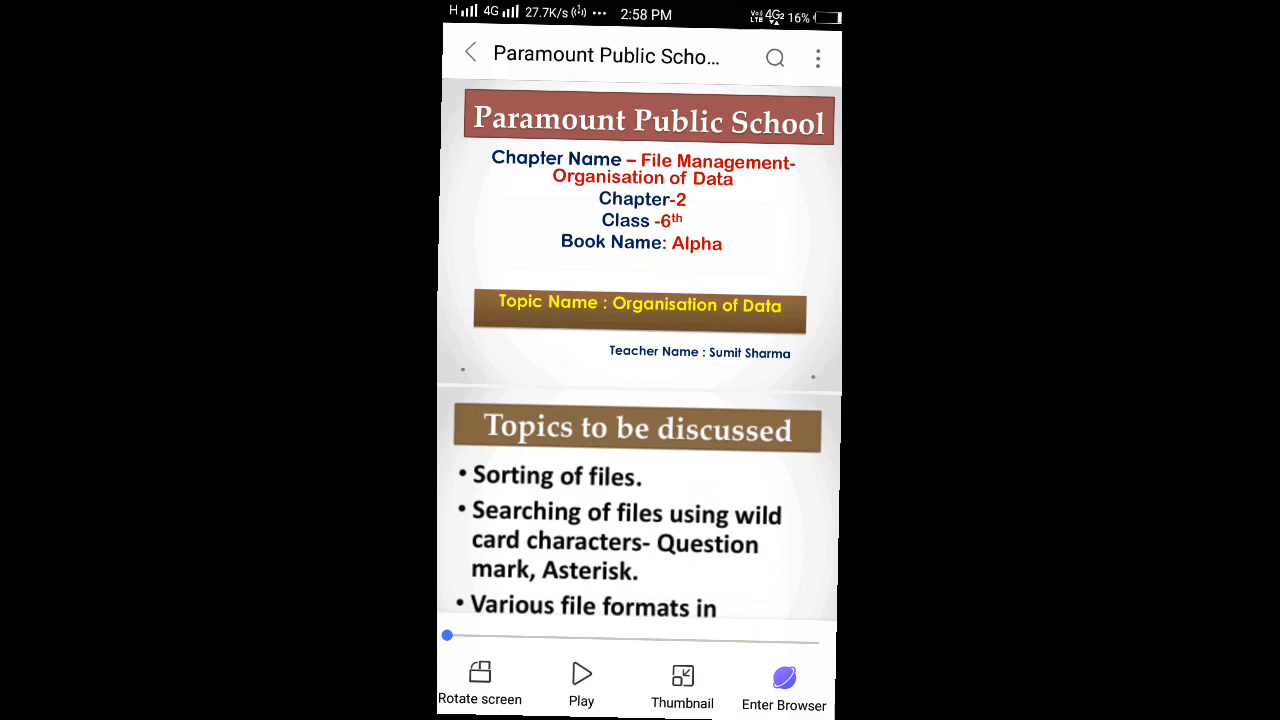 H 4G 27.7K/s ••• 2:58 PM VoLTE 4G2 16%
Paramount Public Scho...
Paramount Public School
Chapter Name – File Management-
Organisation of Data
Chapter-2
Class -6th
Book Name: Alpha
Topic Name : Organisation of Data
Teacher Name : Sumit Sharma
Topics to be discussed
• Sorting of files.
• Searching of files using wild
card characters- Question
mark, Asterisk.
• Various file formats in
Rotate screen Play Thumbnail Enter Browser